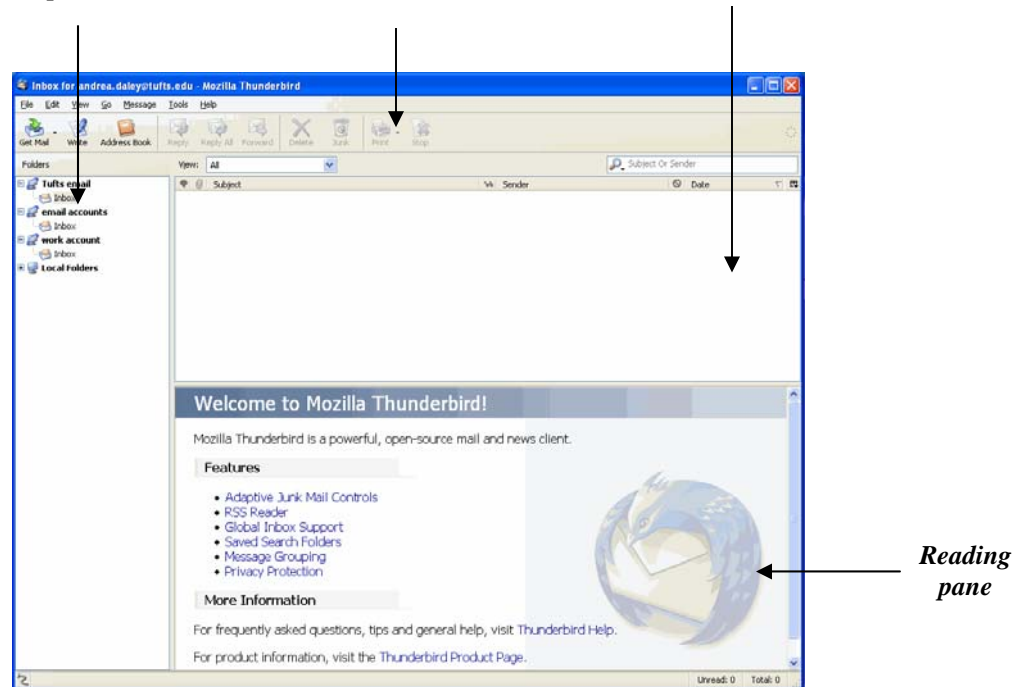 Inbox for andrea.daley@tufts.edu - Mozilla Thunderbird
File Edit View Go Message Tools Help
Get Mail Write Address Book Reply Reply All Forward Delete Junk Print Stop
Folders View: All Subject Or Sender
Tufts email Subject Sender Date
Inbox
email accounts
Inbox
work account
Inbox
Local Folders
Welcome to Mozilla Thunderbird!
Mozilla Thunderbird is a powerful, open-source mail and news client.
Features
• Adaptive Junk Mail Controls
• RSS Reader
• Global Inbox Support
• Saved Search Folders
• Message Grouping
• Privacy Protection
Reading
pane
More Information
For frequently asked questions, tips and general help, visit Thunderbird Help.
For product information, visit the Thunderbird Product Page.
Unread: 0 Total: 0